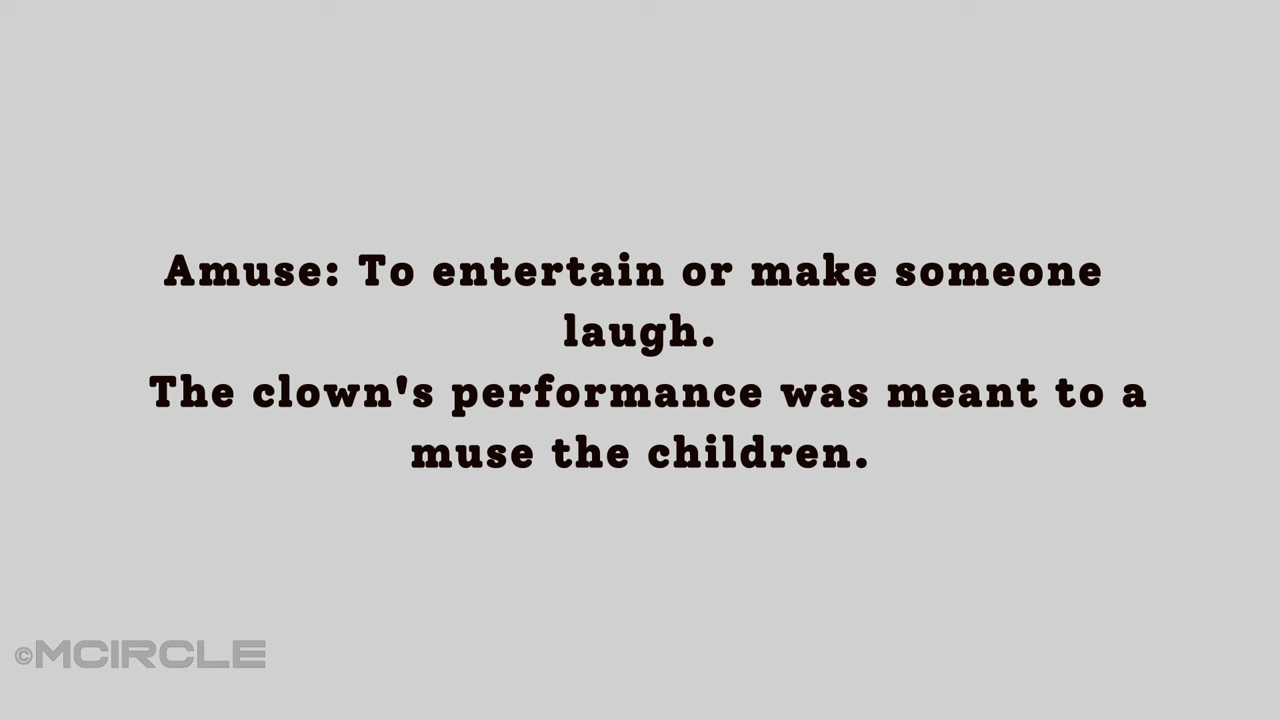 Amuse: To entertain or make someone
laugh.
The clown's performance was meant to a
muse the children.
©MCIRCLE